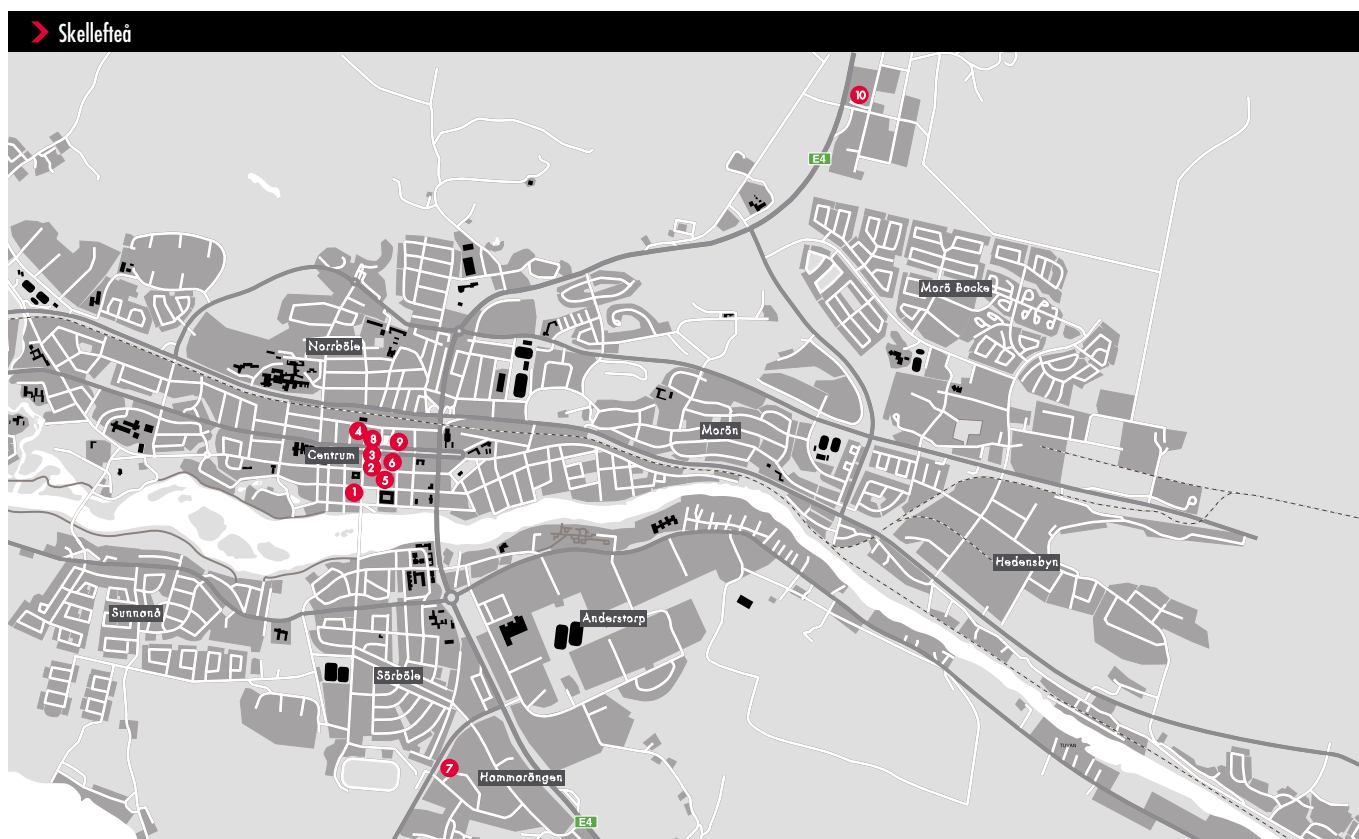 Skellefteå
10
E4
Morö Backe
Norrböle
4
8
9
Morön
Centrum
3
6
2
5
1
Hedensbyn
Sunnanå
Anderstorp
Sörböle
TUVAN
7
Hammarängen
E4